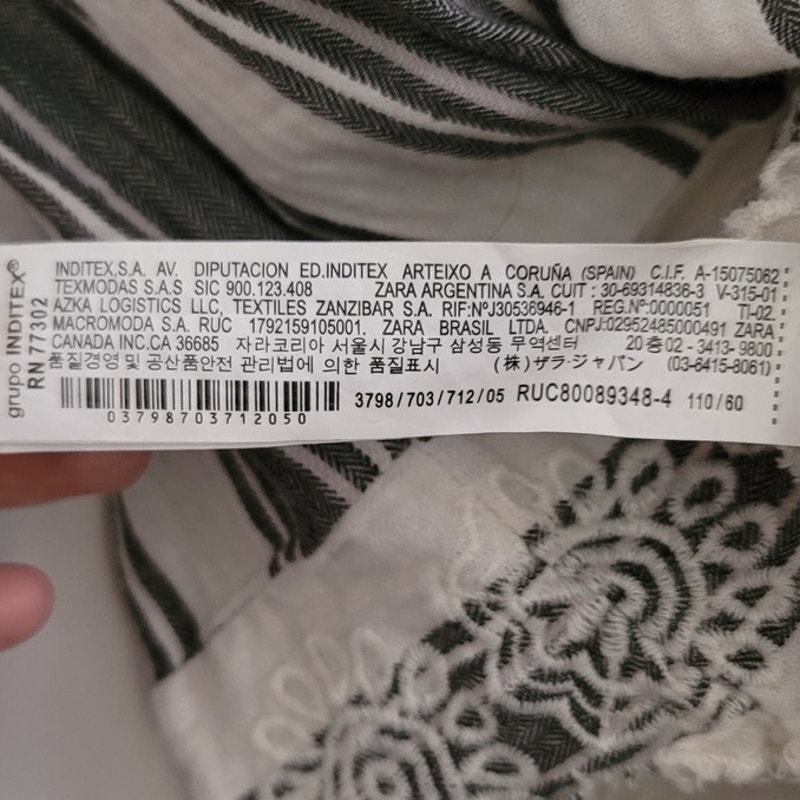 grupo INDITEX®
RN 77302
INDITEX,S.A. AV. DIPUTACION ED.INDITEX ARTEIXO A CORUÑA (SPAIN) C.I.F. A-15075062
TEXMODAS S.A.S SIC 900.123.408 ZARA ARGENTINA S.A. CUIT : 30-69314836-3 V-315-01
AZKA LOGISTICS LLC, TEXTILES ZANZIBAR S.A. RIF:NºJ30536946-1 REG.Nº:0000051 TI-02.
MACROMODA S.A. RUC 1792159105001. ZARA BRASIL LTDA. CNPJ:02952485000491 ZARA
CANADA INC.CA 36685 자라코리아 서울시 강남구 삼성동 무역센터 20 층02 - 3413- 9800
품질경영 및 공산품안전 관리법에 의한 품질표시 (株)ザラ·ジャパン (03-6415-8061)
3798/703/712/05 RUC80089348-4 110/60
03798703712050